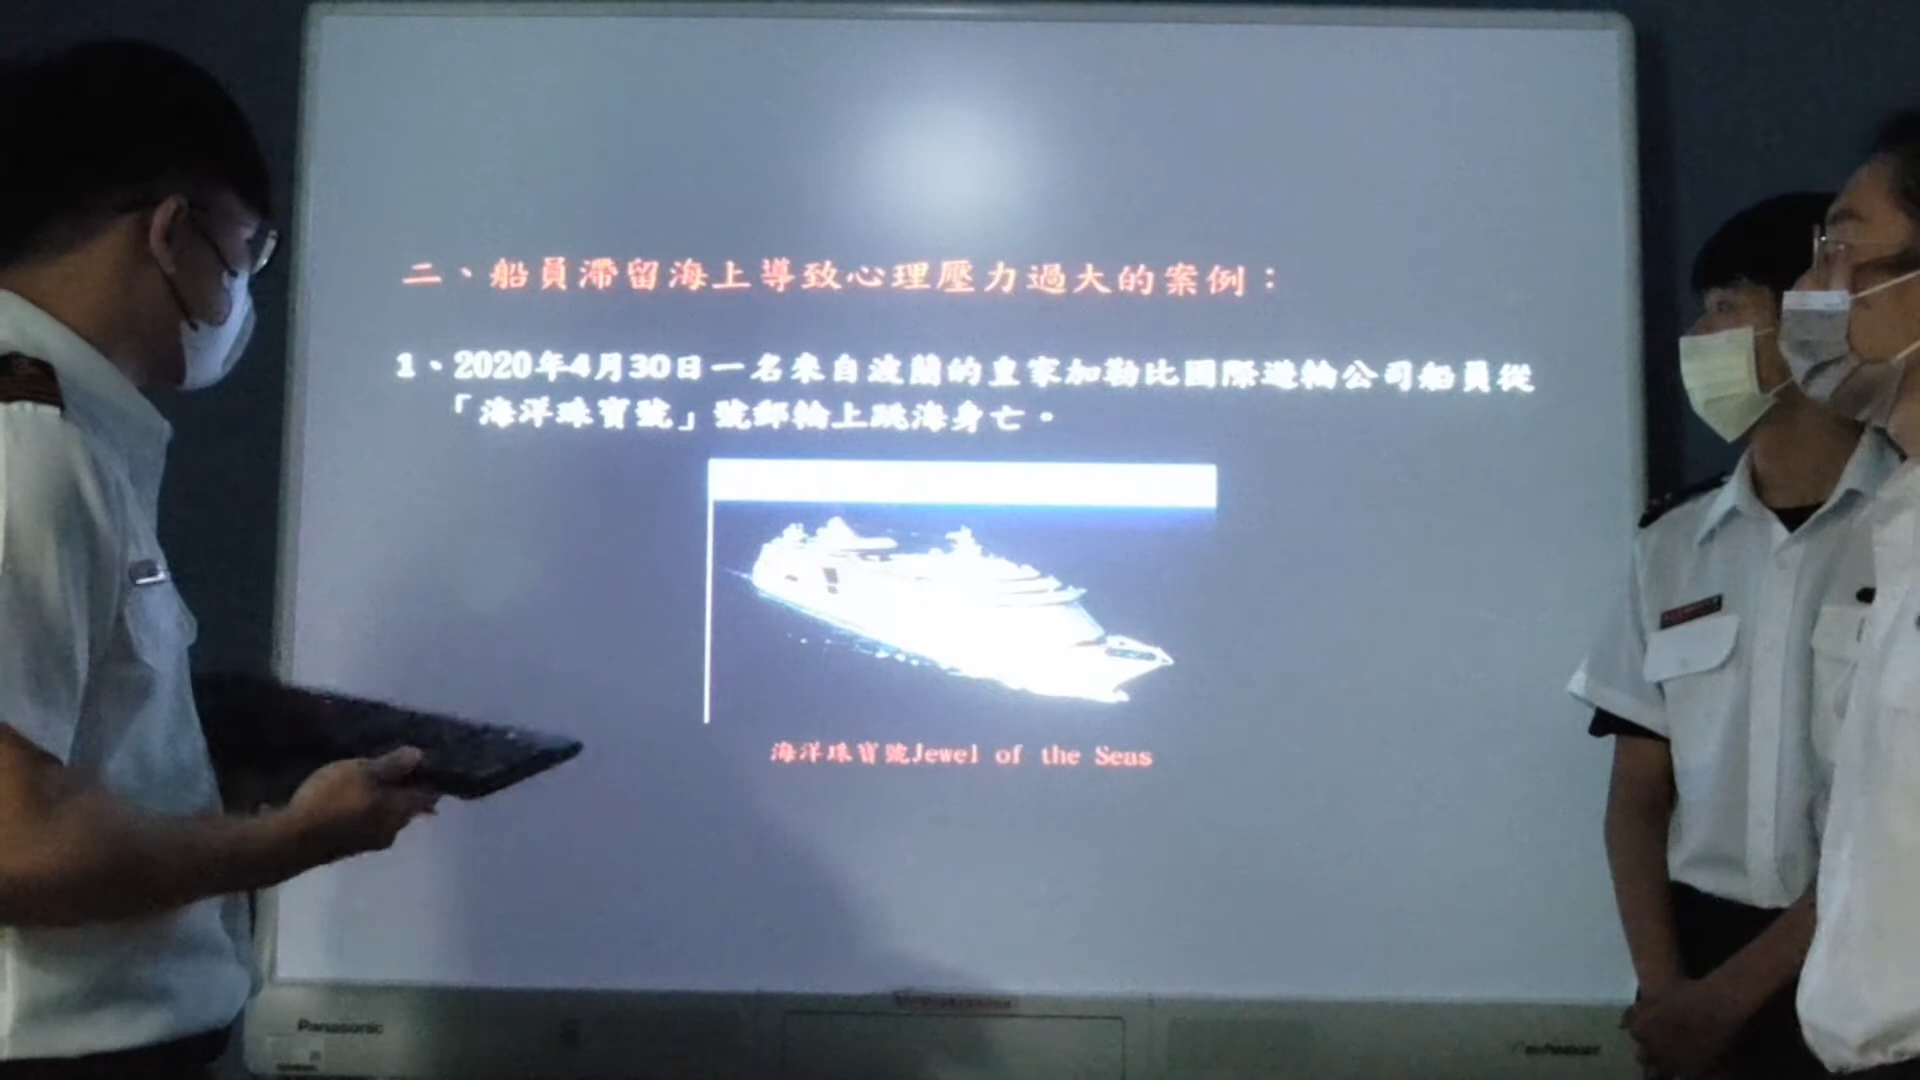 二、船員滯留海上導致心理壓力過大的案例：
1、2020年4月30日一名來自波蘭的皇家加勒比國際遊輪公司船員從
「海洋珠寶號」號郵輪上跳海身亡。
海洋珠寶號Jewel of the Seas
Panasonic